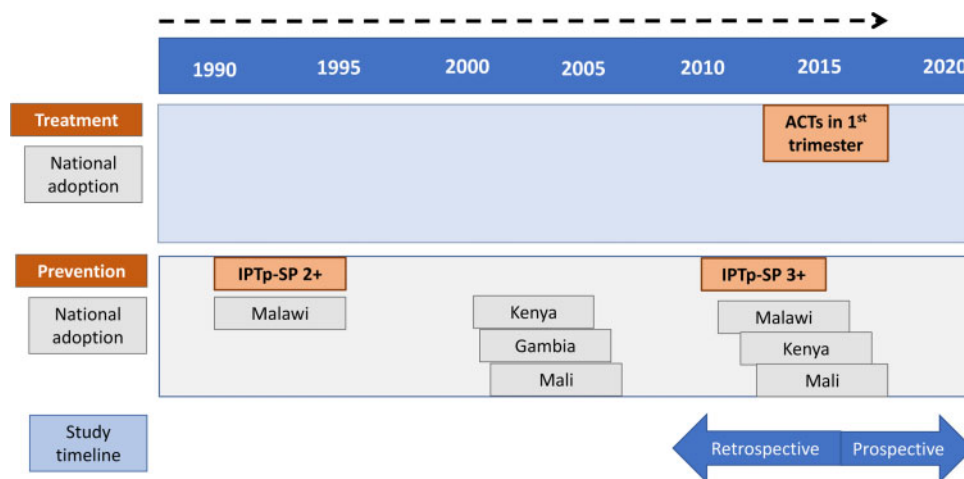 1990 1995 2000 2005 2010 2015 2020
Treatment
ACTs in 1st
trimester
National
adoption
Prevention
IPTp-SP 2+
IPTp-SP 3+
National
adoption
Malawi
Kenya
Malawi
Gambia
Kenya
Mali
Mali
Study
timeline
Retrospective
Prospective